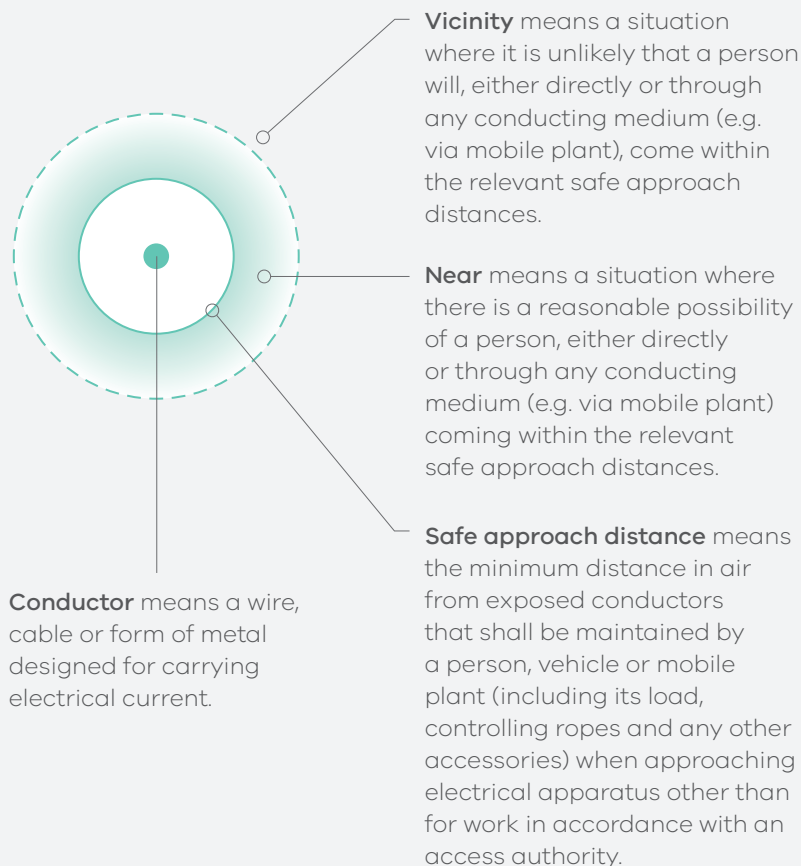 Vicinity means a situation
where it is unlikely that a person
will, either directly or through
any conducting medium (e.g.
via mobile plant), come within
the relevant safe approach
distances.
Near means a situation where
there is a reasonable possibility
of a person, either directly
or through any conducting
medium (e.g. via mobile plant)
coming within the relevant
safe approach distances.
Safe approach distance means
the minimum distance in air
from exposed conductors
that shall be maintained by
a person, vehicle or mobile
plant (including its load,
controlling ropes and any other
accessories) when approaching
electrical apparatus other than
for work in accordance with an
access authority.
Conductor means a wire,
cable or form of metal
designed for carrying
electrical current.